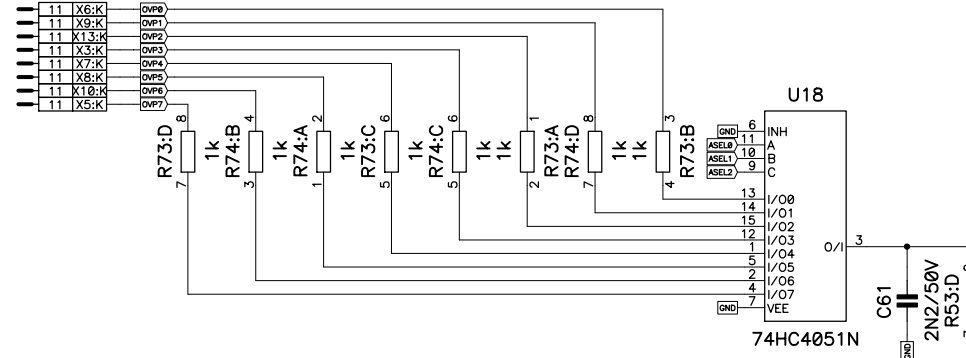 11 X6:K OVP0
11 X9:K OVP1
11 X13:K OVP2
11 X3:K OVP3
11 X7:K OVP4
11 X8:K OVP5
11 X10:K OVP6
11 X5:K OVP7
8 4 2 6 6 1 8 3
R73:D 1k R74:B 1k R74:A 1k R73:C 1k R74:C 1k 1k R73:A R74:D 1k 1k R73:B
7 3 1 5 5 2 7 4
U18
GND 6 INH
ASEL0 11 A
ASEL1 10 B
ASEL2 9 C
13 I/O0
14 I/O1
15 I/O2
12 I/O3
1 I/O4
5 I/O5
2 I/O6
4 I/O7
GND 7 VEE
O/I 3
74HC4051N
C61
2N2/50V
R53:D
GND